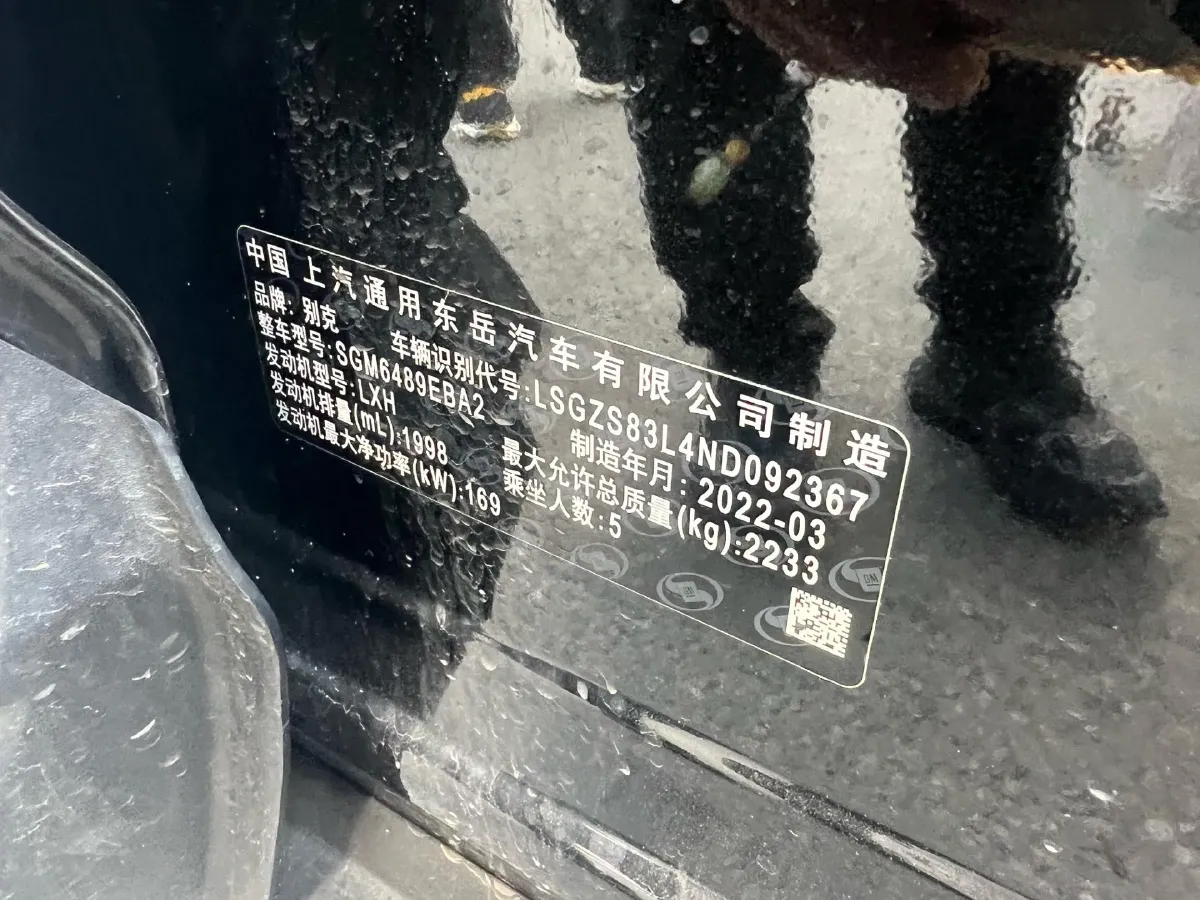 中国 上汽通用东岳汽车有限公司制造
品牌: 别克 车辆识别代号:LSGZS83L4ND092367
整车型号:SGM6489EBA2 制造年月: 2022-03
发动机型号:LXH 最大允许总质量(kg):2233
发动机排量(mL):1998 乘坐人数:5
发动机最大净功率(kW):169